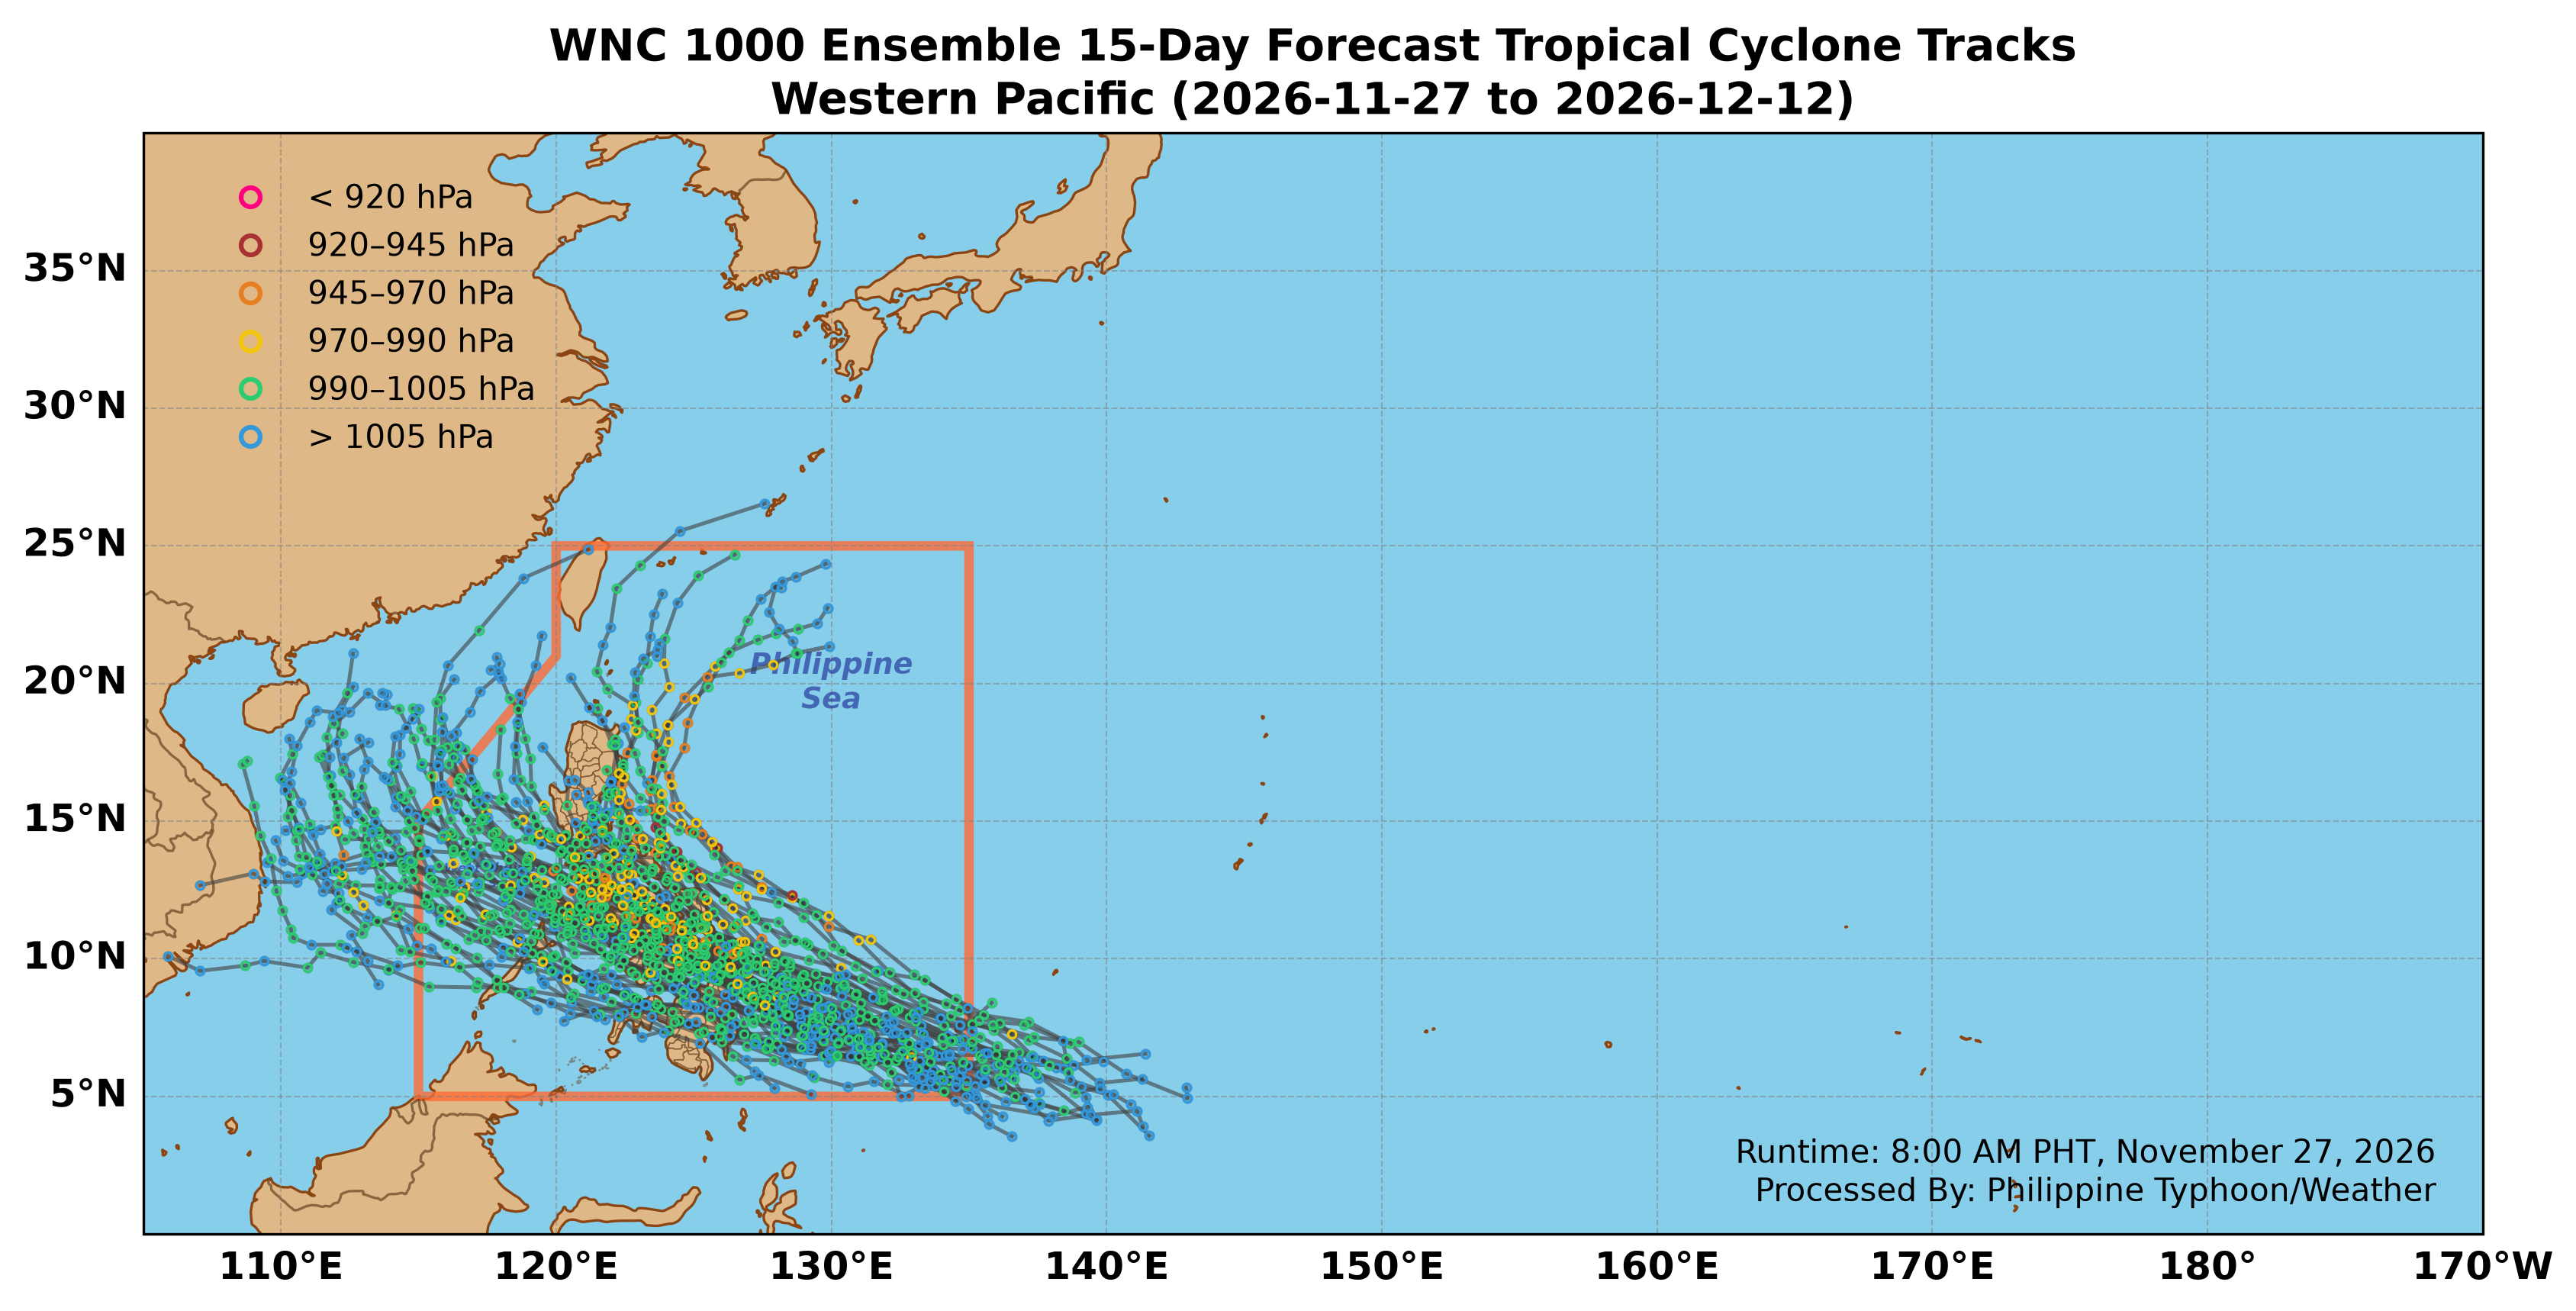 WNC 1000 Ensemble 15-Day Forecast Tropical Cyclone Tracks
Western Pacific (2026-11-27 to 2026-12-12)
< 920 hPa
920–945 hPa
945–970 hPa
970–990 hPa
990–1005 hPa
> 1005 hPa
35°N
30°N
25°N
20°N
15°N
10°N
5°N
Philippine
Sea
Runtime: 8:00 AM PHT, November 27, 2026
Processed By: Philippine Typhoon/Weather
110°E
120°E
130°E
140°E
150°E
160°E
170°E
180°
170°W